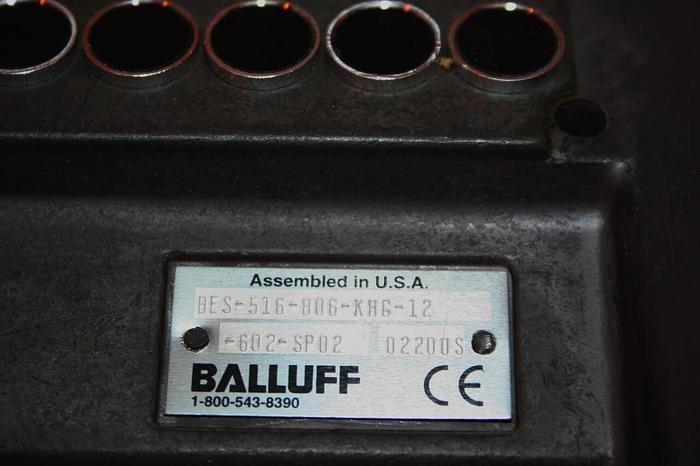 Assembled in U.S.A.
BES-516-B06-KHG-12
-602-SP02 0220US
BALLUFF CE
1-800-543-8390